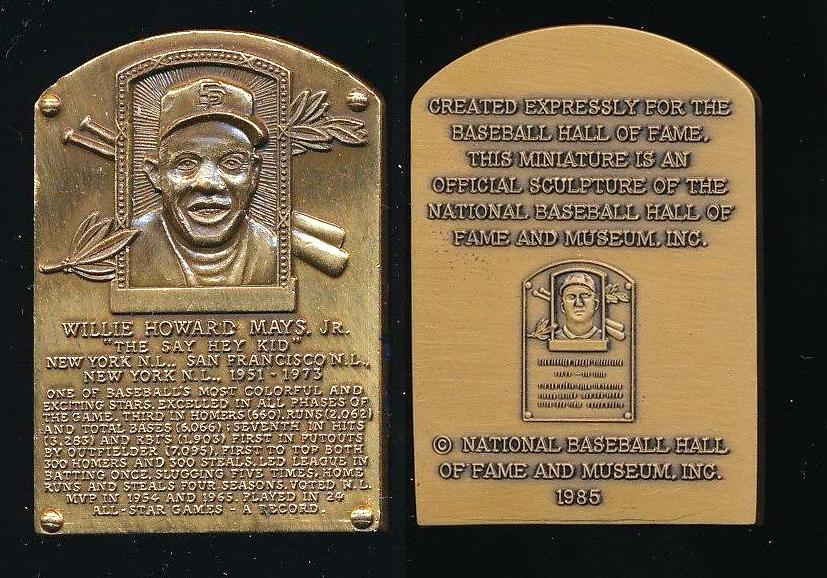 SF
WILLIE HOWARD MAYS, JR.
"THE SAY HEY KID"
NEW YORK N.L., SAN FRANCISCO N.L.,
NEW YORK N.L., 1951 - 1973
ONE OF BASEBALL'S MOST COLORFUL AND
EXCITING STARS. EXCELLED IN ALL PHASES OF
THE GAME. THIRD IN HOMERS (660), RUNS (2,062)
AND TOTAL BASES (6,066); SEVENTH IN HITS
(3,283) AND RBI'S (1,903). FIRST IN PUTOUTS
BY OUTFIELDER (7,095). FIRST TO TOP BOTH
300 HOMERS AND 300 STEALS. LED LEAGUE IN
BATTING ONCE, SLUGGING FIVE TIMES, HOME
RUNS AND STEALS FOUR SEASONS. VOTED N.L.
MVP IN 1954 AND 1965. PLAYED IN 24
ALL-STAR GAMES - A RECORD.
CREATED EXPRESSLY FOR THE
BASEBALL HALL OF FAME,
THIS MINIATURE IS AN
OFFICIAL SCULPTURE OF THE
NATIONAL BASEBALL HALL OF
FAME AND MUSEUM, INC.
© NATIONAL BASEBALL HALL
OF FAME AND MUSEUM, INC.
1985